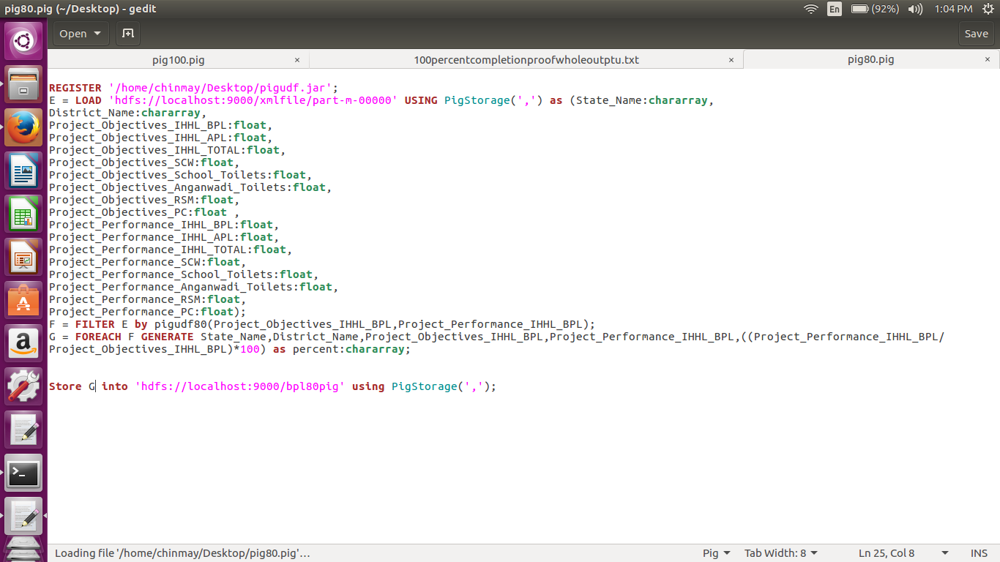 pig80.pig (~/Desktop) - gedit
En
(92%)
1:04 PM
Open
Save
pig100.pig ×
100percentcompletionproofwholeoutptu.txt ×
pig80.pig ×
REGISTER '/home/chinmay/Desktop/pigudf.jar';
E = LOAD 'hdfs://localhost:9000/xmlfile/part-m-00000' USING PigStorage(',') as (State_Name:chararray,
District_Name:chararray,
Project_Objectives_IHHL_BPL:float,
Project_Objectives_IHHL_APL:float,
Project_Objectives_IHHL_TOTAL:float,
Project_Objectives_SCW:float,
Project_Objectives_School_Toilets:float,
Project_Objectives_Anganwadi_Toilets:float,
Project_Objectives_RSM:float,
Project_Objectives_PC:float ,
Project_Performance_IHHL_BPL:float,
Project_Performance_IHHL_APL:float,
Project_Performance_IHHL_TOTAL:float,
Project_Performance_SCW:float,
Project_Performance_School_Toilets:float,
Project_Performance_Anganwadi_Toilets:float,
Project_Performance_RSM:float,
Project_Performance_PC:float);
F = FILTER E by pigudf80(Project_Objectives_IHHL_BPL,Project_Performance_IHHL_BPL);
G = FOREACH F GENERATE State_Name,District_Name,Project_Objectives_IHHL_BPL,Project_Performance_IHHL_BPL,((Project_Performance_IHHL_BPL/
Project_Objectives_IHHL_BPL)*100) as percent:chararray;
Store G into 'hdfs://localhost:9000/bpl80pig' using PigStorage(',');
Loading file '/home/chinmay/Desktop/pig80.pig'…
Pig
Tab Width: 8
Ln 25, Col 8
INS